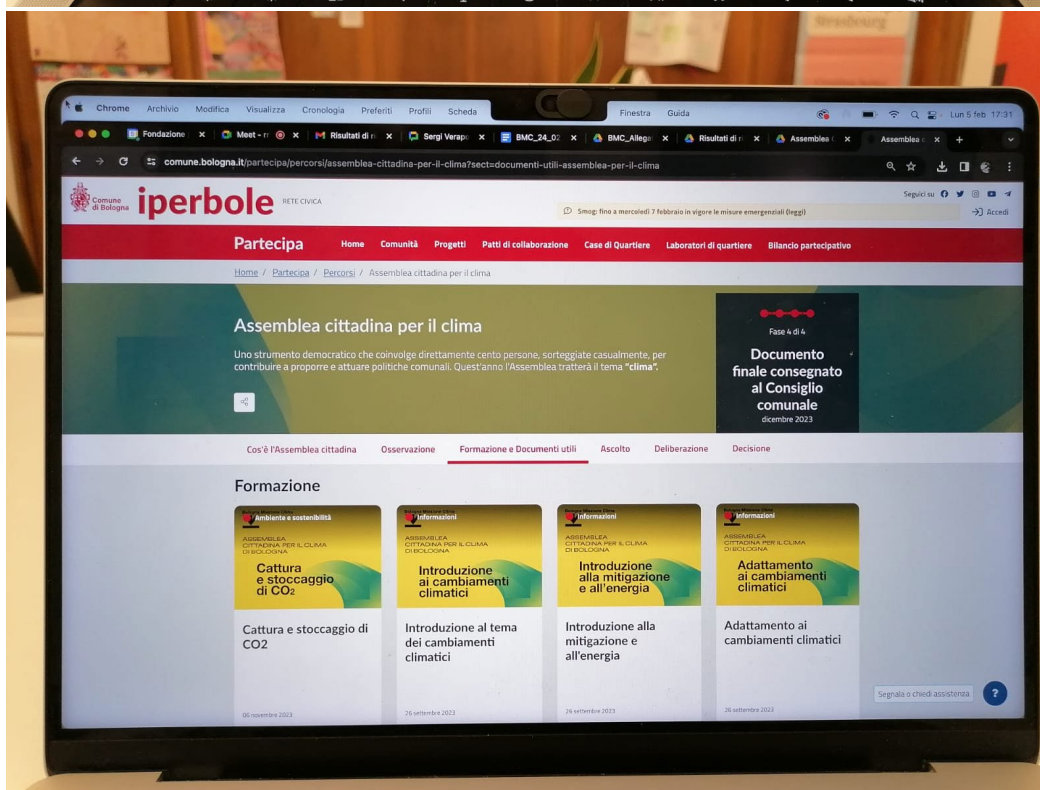 Strasbourg
Chrome Archivio Modifica Visualizza Cronologia Preferiti Profili Scheda Finestra Guida Lun 5 feb 17:31
Fondazione Meet - Risultati di Sergi BMC_24_02 BMC_Allega Risultati di Assemblea Assemblea
comune.bologna.it/partecipa/percorsi/assemblea-cittadina-per-il-clima?sect=documenti-utili-assemblea-per-il-clima
Comune
di Bologna
iperbole RETE CIVICA
Seguici su
Smog: fino a mercoledì 7 febbraio in vigore le misure emergenziali (leggi)
Accedi
Partecipa Home Comunità Progetti Patti di collaborazione Case di Quartiere Laboratori di quartiere Bilancio partecipativo
Home / Partecipa / Percorsi / Assemblea cittadina per il clima
Assemblea cittadina per il clima
Uno strumento democratico che coinvolge direttamente cento persone, sorteggiate casualmente, per
contribuire a proporre e attuare politiche comunali. Quest'anno l'Assemblea tratterà il tema "clima".
Fase 4 di 4
Documento
finale consegnato
al Consiglio
comunale
dicembre 2023
Cos'è l'Assemblea cittadina Osservazione Formazione e Documenti utili Ascolto Deliberazione Decisione
Formazione
Ambiente e sostenibilità
ASSEMBLEA
CITTADINA PER IL CLIMA
DI BOLOGNA
Cattura
e stoccaggio
di CO2
Cattura e stoccaggio di
CO2
06 novembre 2023
Informazioni
ASSEMBLEA
CITTADINA PER IL CLIMA
DI BOLOGNA
Introduzione
ai cambiamenti
climatici
Introduzione al tema
dei cambiamenti
climatici
26 settembre 2023
Informazioni
ASSEMBLEA
CITTADINA PER IL CLIMA
DI BOLOGNA
Introduzione
alla mitigazione
e all'energia
Introduzione alla
mitigazione e
all'energia
26 settembre 2023
Informazioni
ASSEMBLEA
CITTADINA PER IL CLIMA
DI BOLOGNA
Adattamento
ai cambiamenti
climatici
Adattamento ai
cambiamenti climatici
26 settembre 2023
Segnala o chiedi assistenza ?